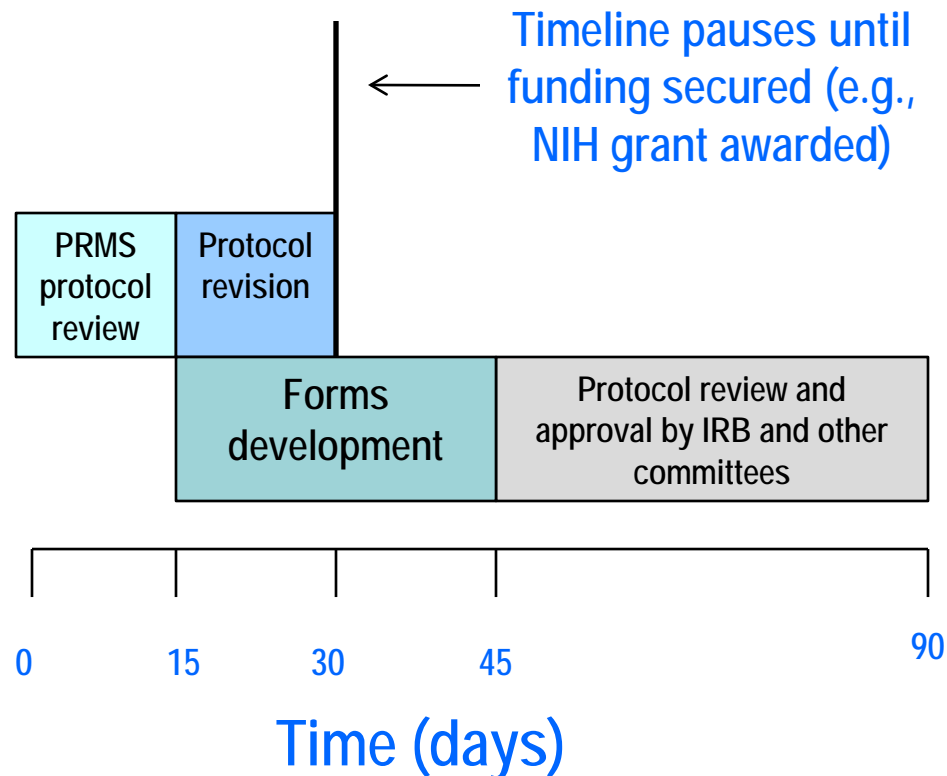 Timeline pauses until
funding secured (e.g.,
NIH grant awarded)
PRMS
protocol
review
Protocol
revision
Forms
development
Protocol review and
approval by IRB and other
committees
0 15 30 45 90
Time (days)